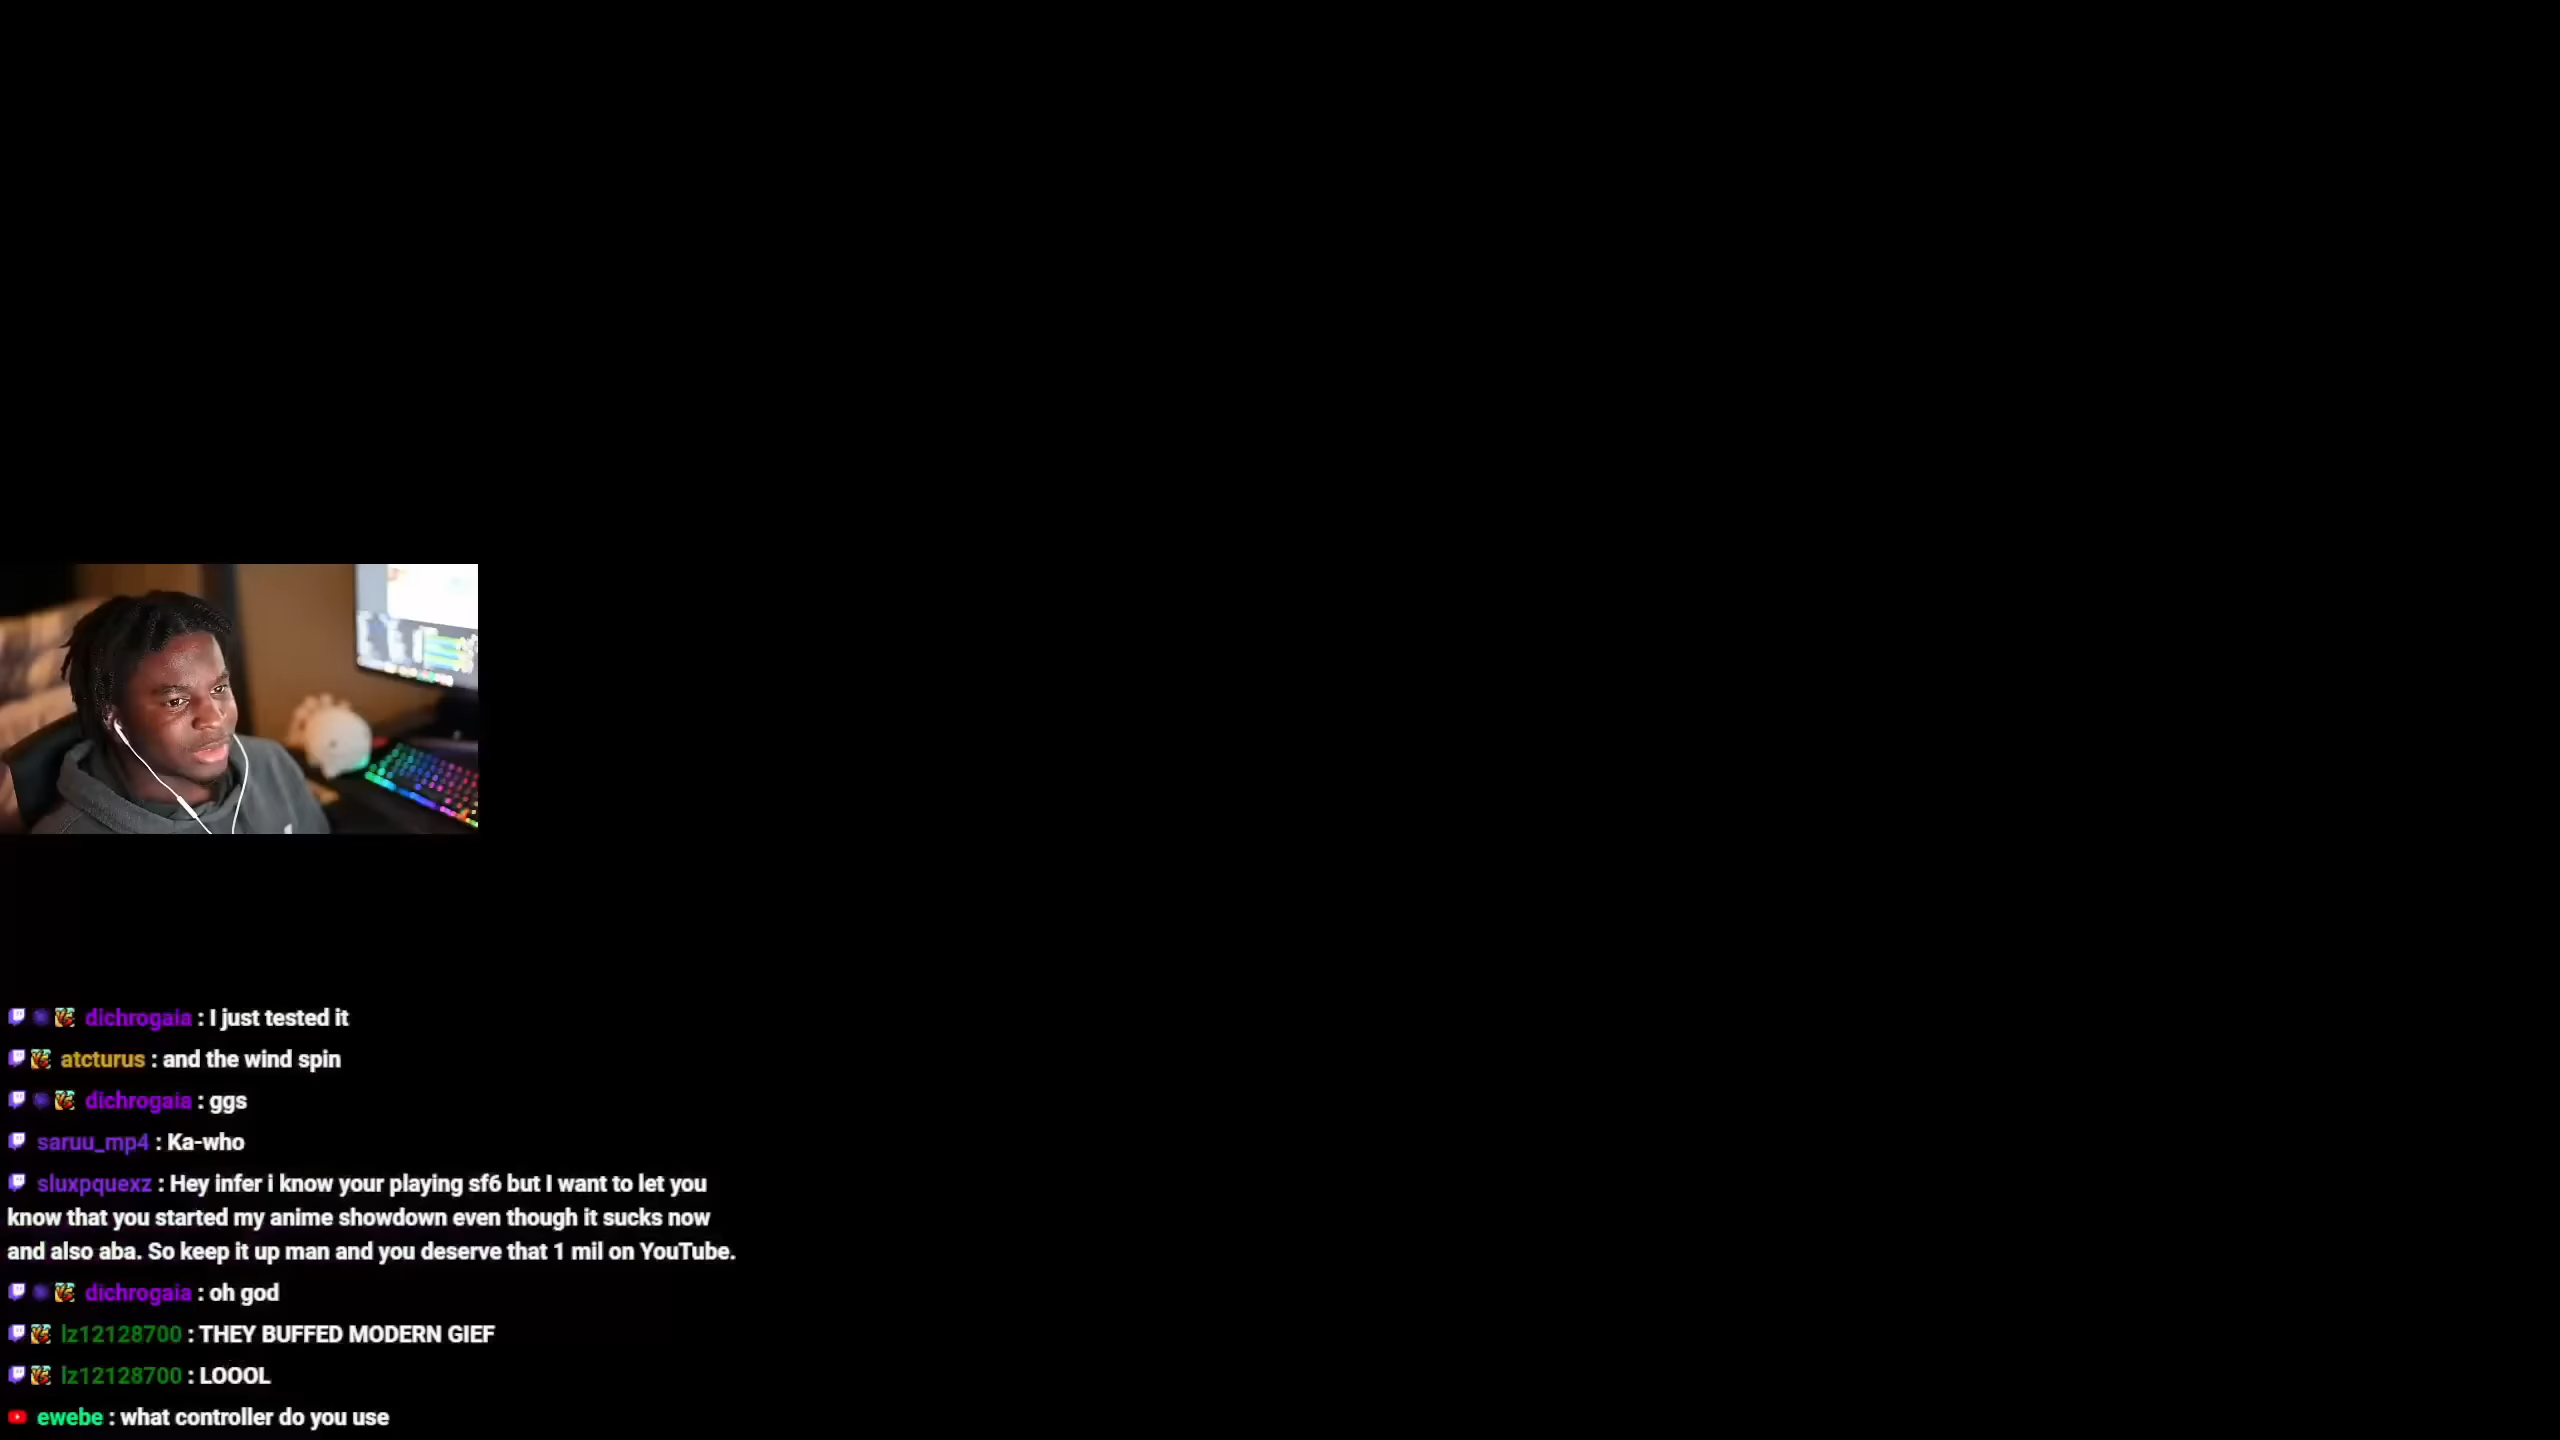 dichrogaia : I just tested it
atcturus : and the wind spin
dichrogaia : ggs
saruu_mp4 : Ka-who
sluxpquexz : Hey infer i know your playing sf6 but I want to let you
know that you started my anime showdown even though it sucks now
and also aba. So keep it up man and you deserve that 1 mil on YouTube.
dichrogaia : oh god
lz12128700 : THEY BUFFED MODERN GIEF
lz12128700 : LOOOL
ewebe : what controller do you use